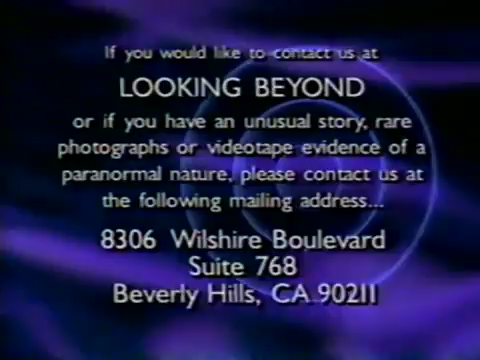 If you would like to contact us at
LOOKING BEYOND
or if you have an unusual story, rare
photographs or videotape evidence of a
paranormal nature, please contact us at
the following mailing address...
8306 Wilshire Boulevard
Suite 768
Beverly Hills, CA 90211